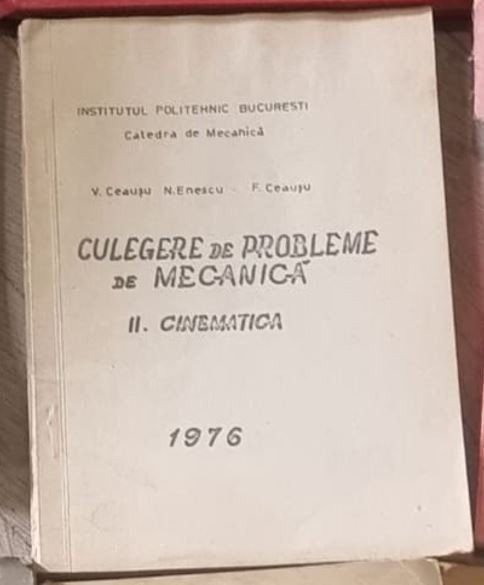 INSTITUTUL POLITEHNIC BUCURESTI
Catedra de Mecanică
V. Ceaușu N. Enescu F. Ceaușu
CULEGERE DE PROBLEME
DE MECANICĂ
II. CINEMATICA
1976